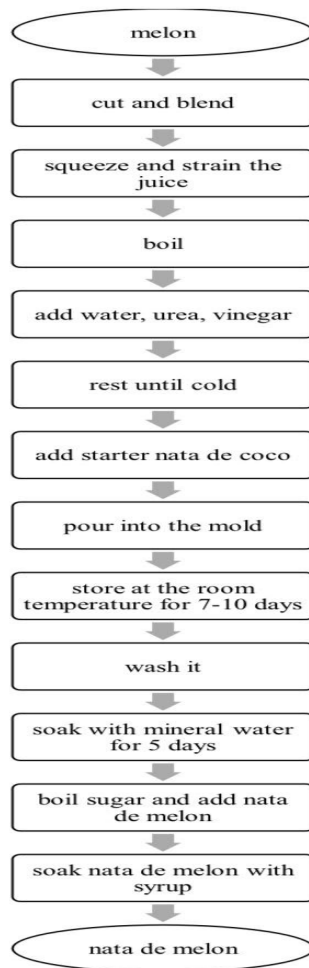 melon
cut and blend
squeeze and strain the
juice
boil
add water, urea, vinegar
rest until cold
add starter nata de coco
pour into the mold
store at the room
temperature for 7-10 days
wash it
soak with mineral water
for 5 days
boil sugar and add nata
de melon
soak nata de melon with
syrup
nata de melon